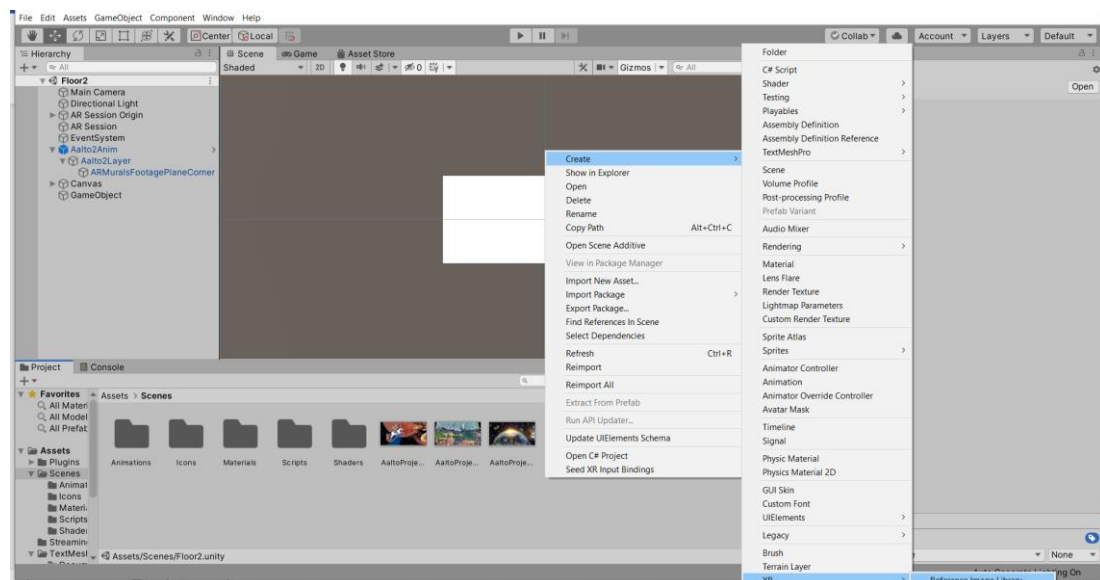 File Edit Assets GameObject Component Window Help
Center Local
Collab Account Layers Default
Hierarchy
Scene Game Asset Store
All
Shaded 2D 0 Gizmos All
Floor2
Main Camera
Directional Light
AR Session Origin
AR Session
EventSystem
Aalto2Anim
Aalto2Layer
ARMuralsFootagePlaneCorner
Canvas
GameObject
Open
Create
Show in Explorer
Open
Delete
Rename
Copy Path Alt+Ctrl+C
Open Scene Additive
View in Package Manager
Import New Asset...
Import Package
Export Package...
Find References In Scene
Select Dependencies
Refresh Ctrl+R
Reimport
Reimport All
Extract From Prefab
Run API Updater...
Update UIElements Schema
Open C# Project
Seed XR Input Bindings
Folder
C# Script
Shader
Testing
Playables
Assembly Definition
Assembly Definition Reference
TextMeshPro
Scene
Volume Profile
Post-processing Profile
Prefab Variant
Audio Mixer
Rendering
Material
Lens Flare
Render Texture
Lightmap Parameters
Custom Render Texture
Sprite Atlas
Sprites
Animator Controller
Animation
Animator Override Controller
Avatar Mask
Timeline
Signal
Physic Material
Physics Material 2D
GUI Skin
Custom Font
UIElements
Legacy
Brush
Terrain Layer
XR
Reference Image Library
Project Console
Favorites
All Materi
All Model
All Prefab
Assets
Plugins
Scenes
Animat
Icons
Materi
Scripts
Shader
Streamin
TextMesl
Assets > Scenes
Animations Icons Materials Scripts Shaders AaltoProje... AaltoProje... AaltoProje...
Assets/Scenes/Floor2.unity
None